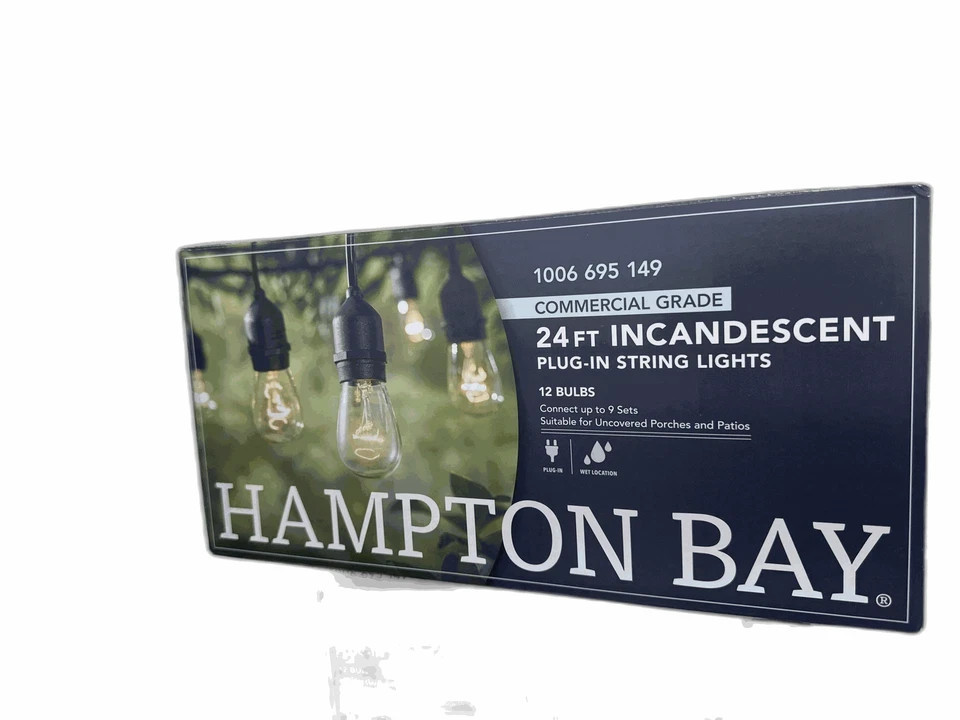 1006 695 149
COMMERCIAL GRADE
24FT INCANDESCENT
PLUG-IN STRING LIGHTS
12 BULBS
Connect up to 9 Sets
Suitable for Uncovered Porches and Patios
PLUG-IN WET LOCATION
HAMPTON BAY®